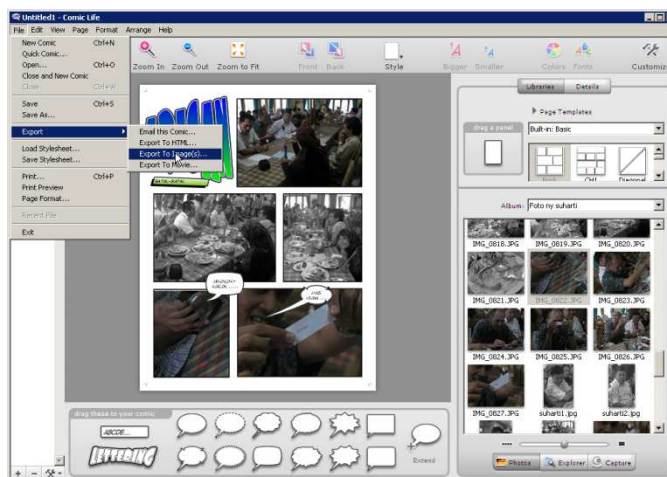 Untitled1 - Comic Life
File Edit View Page Format Arrange Help
New Comic Ctrl+N
Quick Comic...
Open... Ctrl+O
Close and New Comic
Close Ctrl+W
Save Ctrl+S
Save As...
Export
Load Stylesheet...
Save Stylesheet...
Print... Ctrl+P
Print Preview
Page Format...
Recent File
Exit
Email this Comic...
Export To HTML...
Export To Image(s)...
Export To Movie...
Zoom In Zoom Out Zoom to Fit Front Back Style Bigger Smaller Colors Fonts Customize
Libraries Details
Page Templates
drag a panel
Built-in: Basic
Diagonal
Album: Foto ny suharti
IMG_0818.JPG IMG_0819.JPG IMG_0820.JPG
IMG_0821.JPG IMG_0822.JPG IMG_0823.JPG
IMG_0824.JPG IMG_0825.JPG IMG_0826.JPG
IMG_0827.JPG suharti1.jpg suharti2.jpg
drag these to your comic
ABCDE...
LETTERING
Extend
Photos Explorer Capture